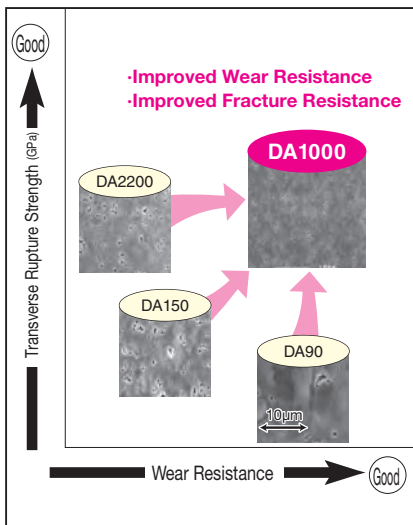 Good
·Improved Wear Resistance
·Improved Fracture Resistance
DA1000
DA2200
DA150
DA90
10μm
Transverse Rupture Strength (GPa)
Wear Resistance
Good